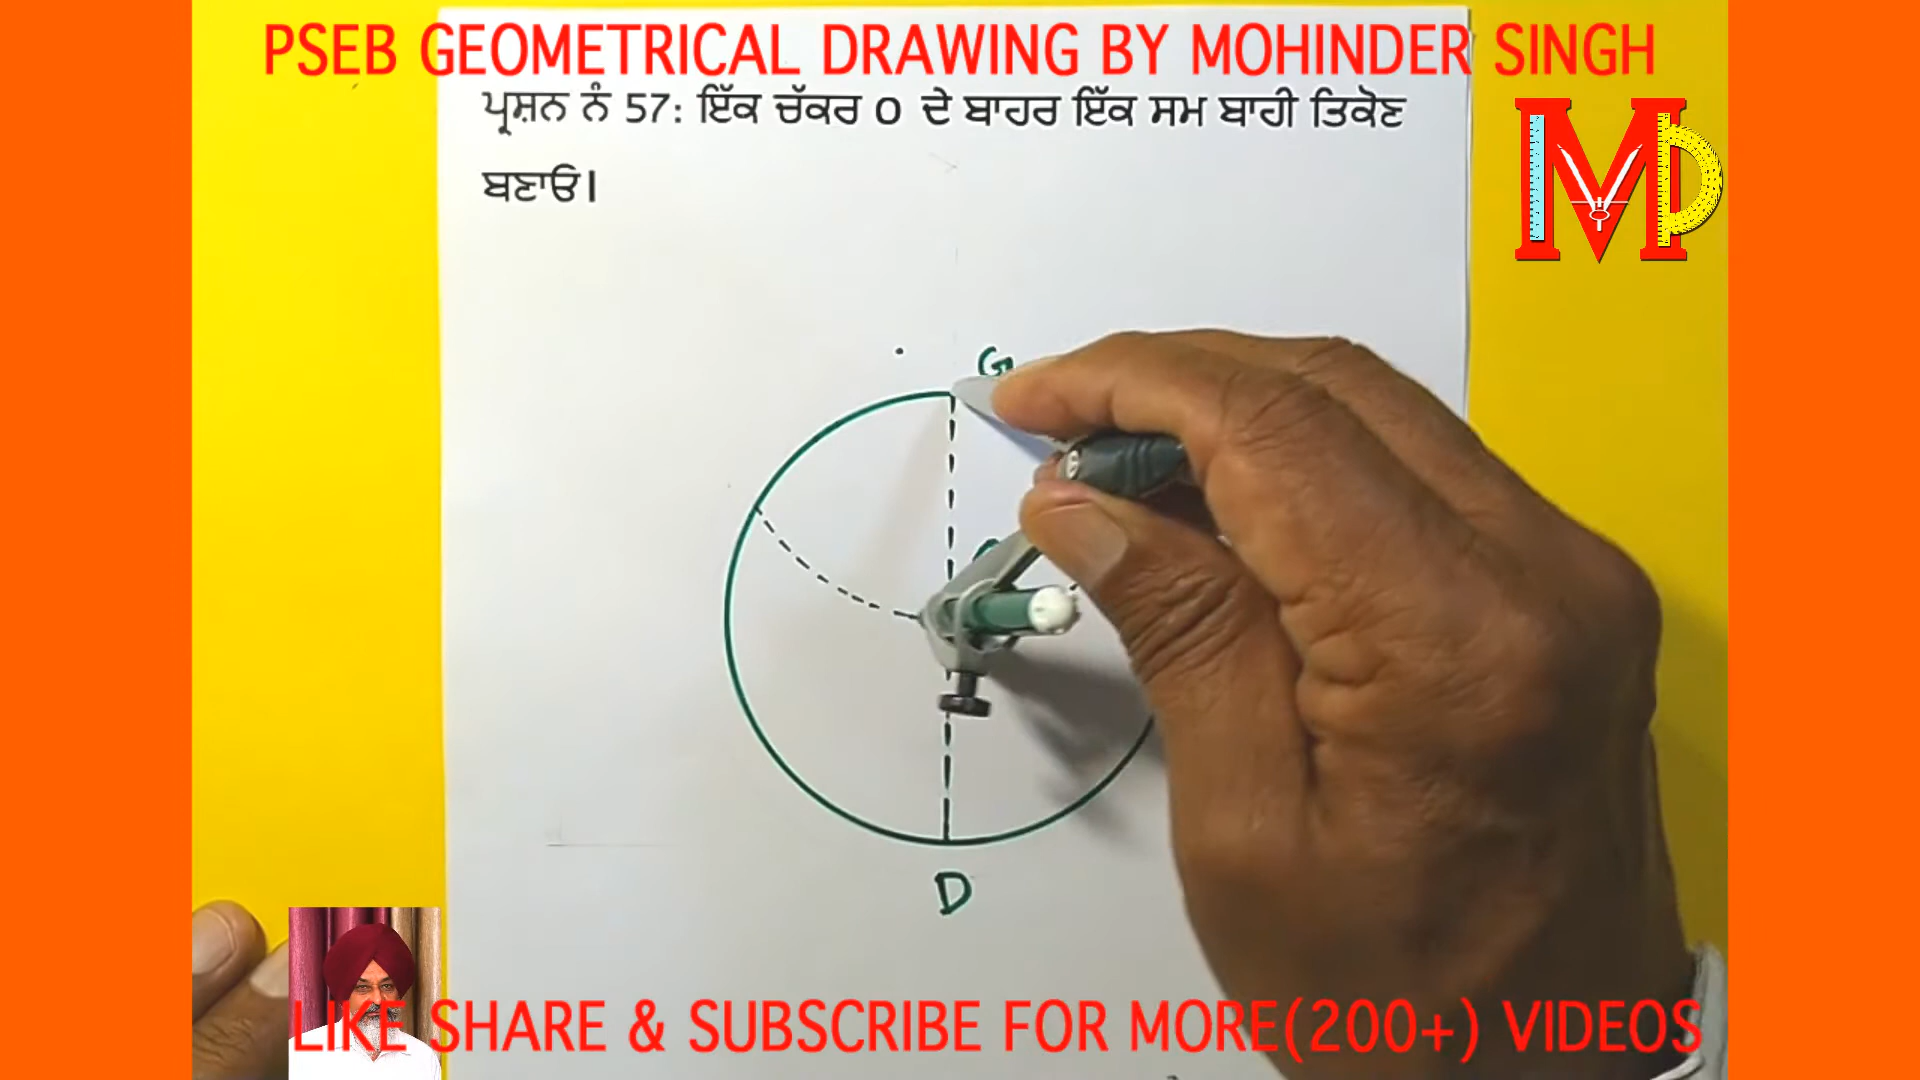 PSEB GEOMETRICAL DRAWING BY MOHINDER SINGH
ਪ੍ਰਸ਼ਨ ਨੰ 57: ਇੱਕ ਚੱਕਰ O ਦੇ ਬਾਹਰ ਇੱਕ ਸਮ ਬਾਹੀ ਤਿਕੋਣ
ਬਣਾਓ।
MP
G
D
LIKE SHARE & SUBSCRIBE FOR MORE(200+) VIDEOS